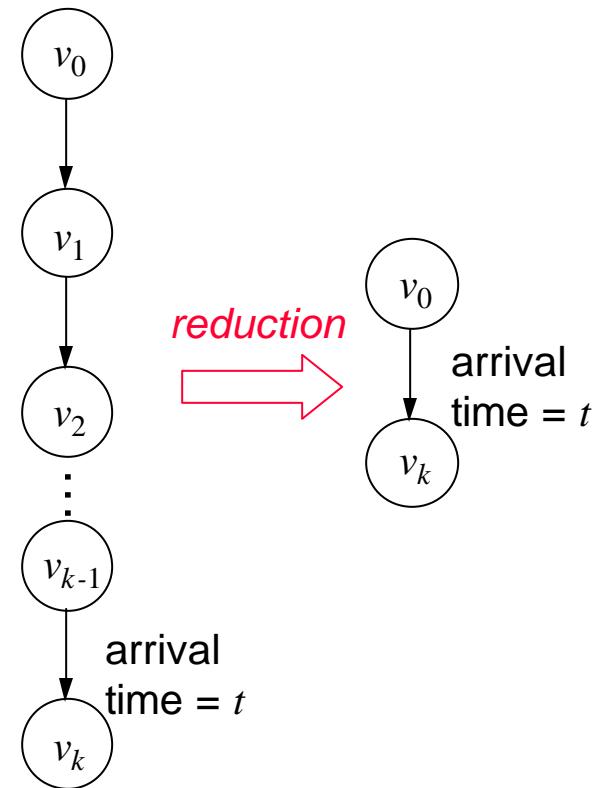 v0
v1
v2
vk-1
arrival
time = t
vk
reduction
v0
arrival
time = t
vk